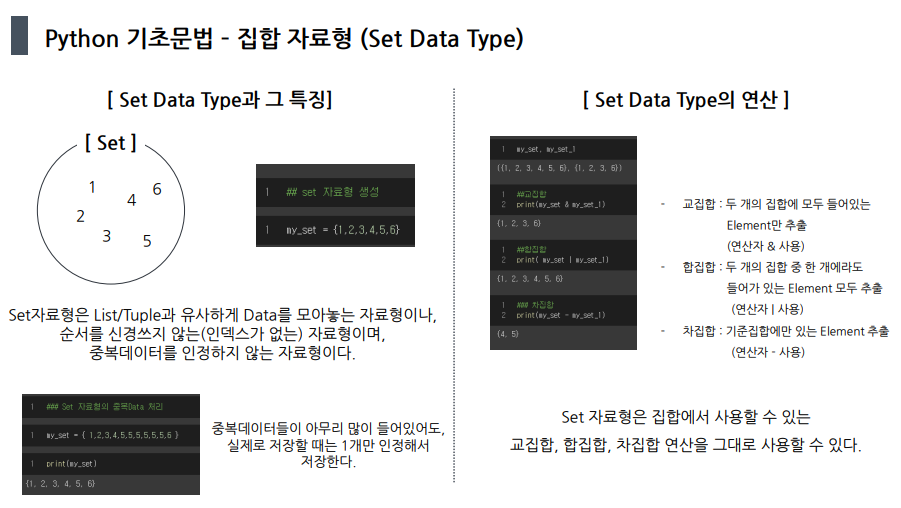 Python 기초문법 - 집합 자료형 (Set Data Type)
[ Set Data Type과 그 특징]
[ Set ]
1
6
4
2
3
5
1 ## set 자료형 생성
1 my_set = {1,2,3,4,5,6}
Set자료형은 List/Tuple과 유사하게 Data를 모아놓는 자료형이나,
순서를 신경쓰지 않는(인덱스가 없는) 자료형이며,
중복데이터를 인정하지 않는 자료형이다.
1 ### Set 자료형의 중복Data 처리
1 my_set = { 1,2,3,4,5,5,5,5,5,5,6 }
1 print(my_set)
{1, 2, 3, 4, 5, 6}
중복데이터들이 아무리 많이 들어있어도,
실제로 저장할 때는 1개만 인정해서
저장한다.
[ Set Data Type의 연산 ]
1 my_set, my_set_1
({1, 2, 3, 4, 5, 6}, {1, 2, 3, 6})
1 ##교집합
2 print(my_set & my_set_1)
{1, 2, 3, 6}
1 ##합집합
2 print( my_set | my_set_1)
{1, 2, 3, 4, 5, 6}
1 ### 차집합
2 print(my_set - my_set_1)
{4, 5}
- 교집합 : 두 개의 집합에 모두 들어있는
Element만 추출
(연산자 & 사용)
- 합집합 : 두 개의 집합 중 한 개에라도
들어가 있는 Element 모두 추출
(연산자 | 사용)
- 차집합 : 기준집합에만 있는 Element 추출
(연산자 - 사용)
Set 자료형은 집합에서 사용할 수 있는
교집합, 합집합, 차집합 연산을 그대로 사용할 수 있다.